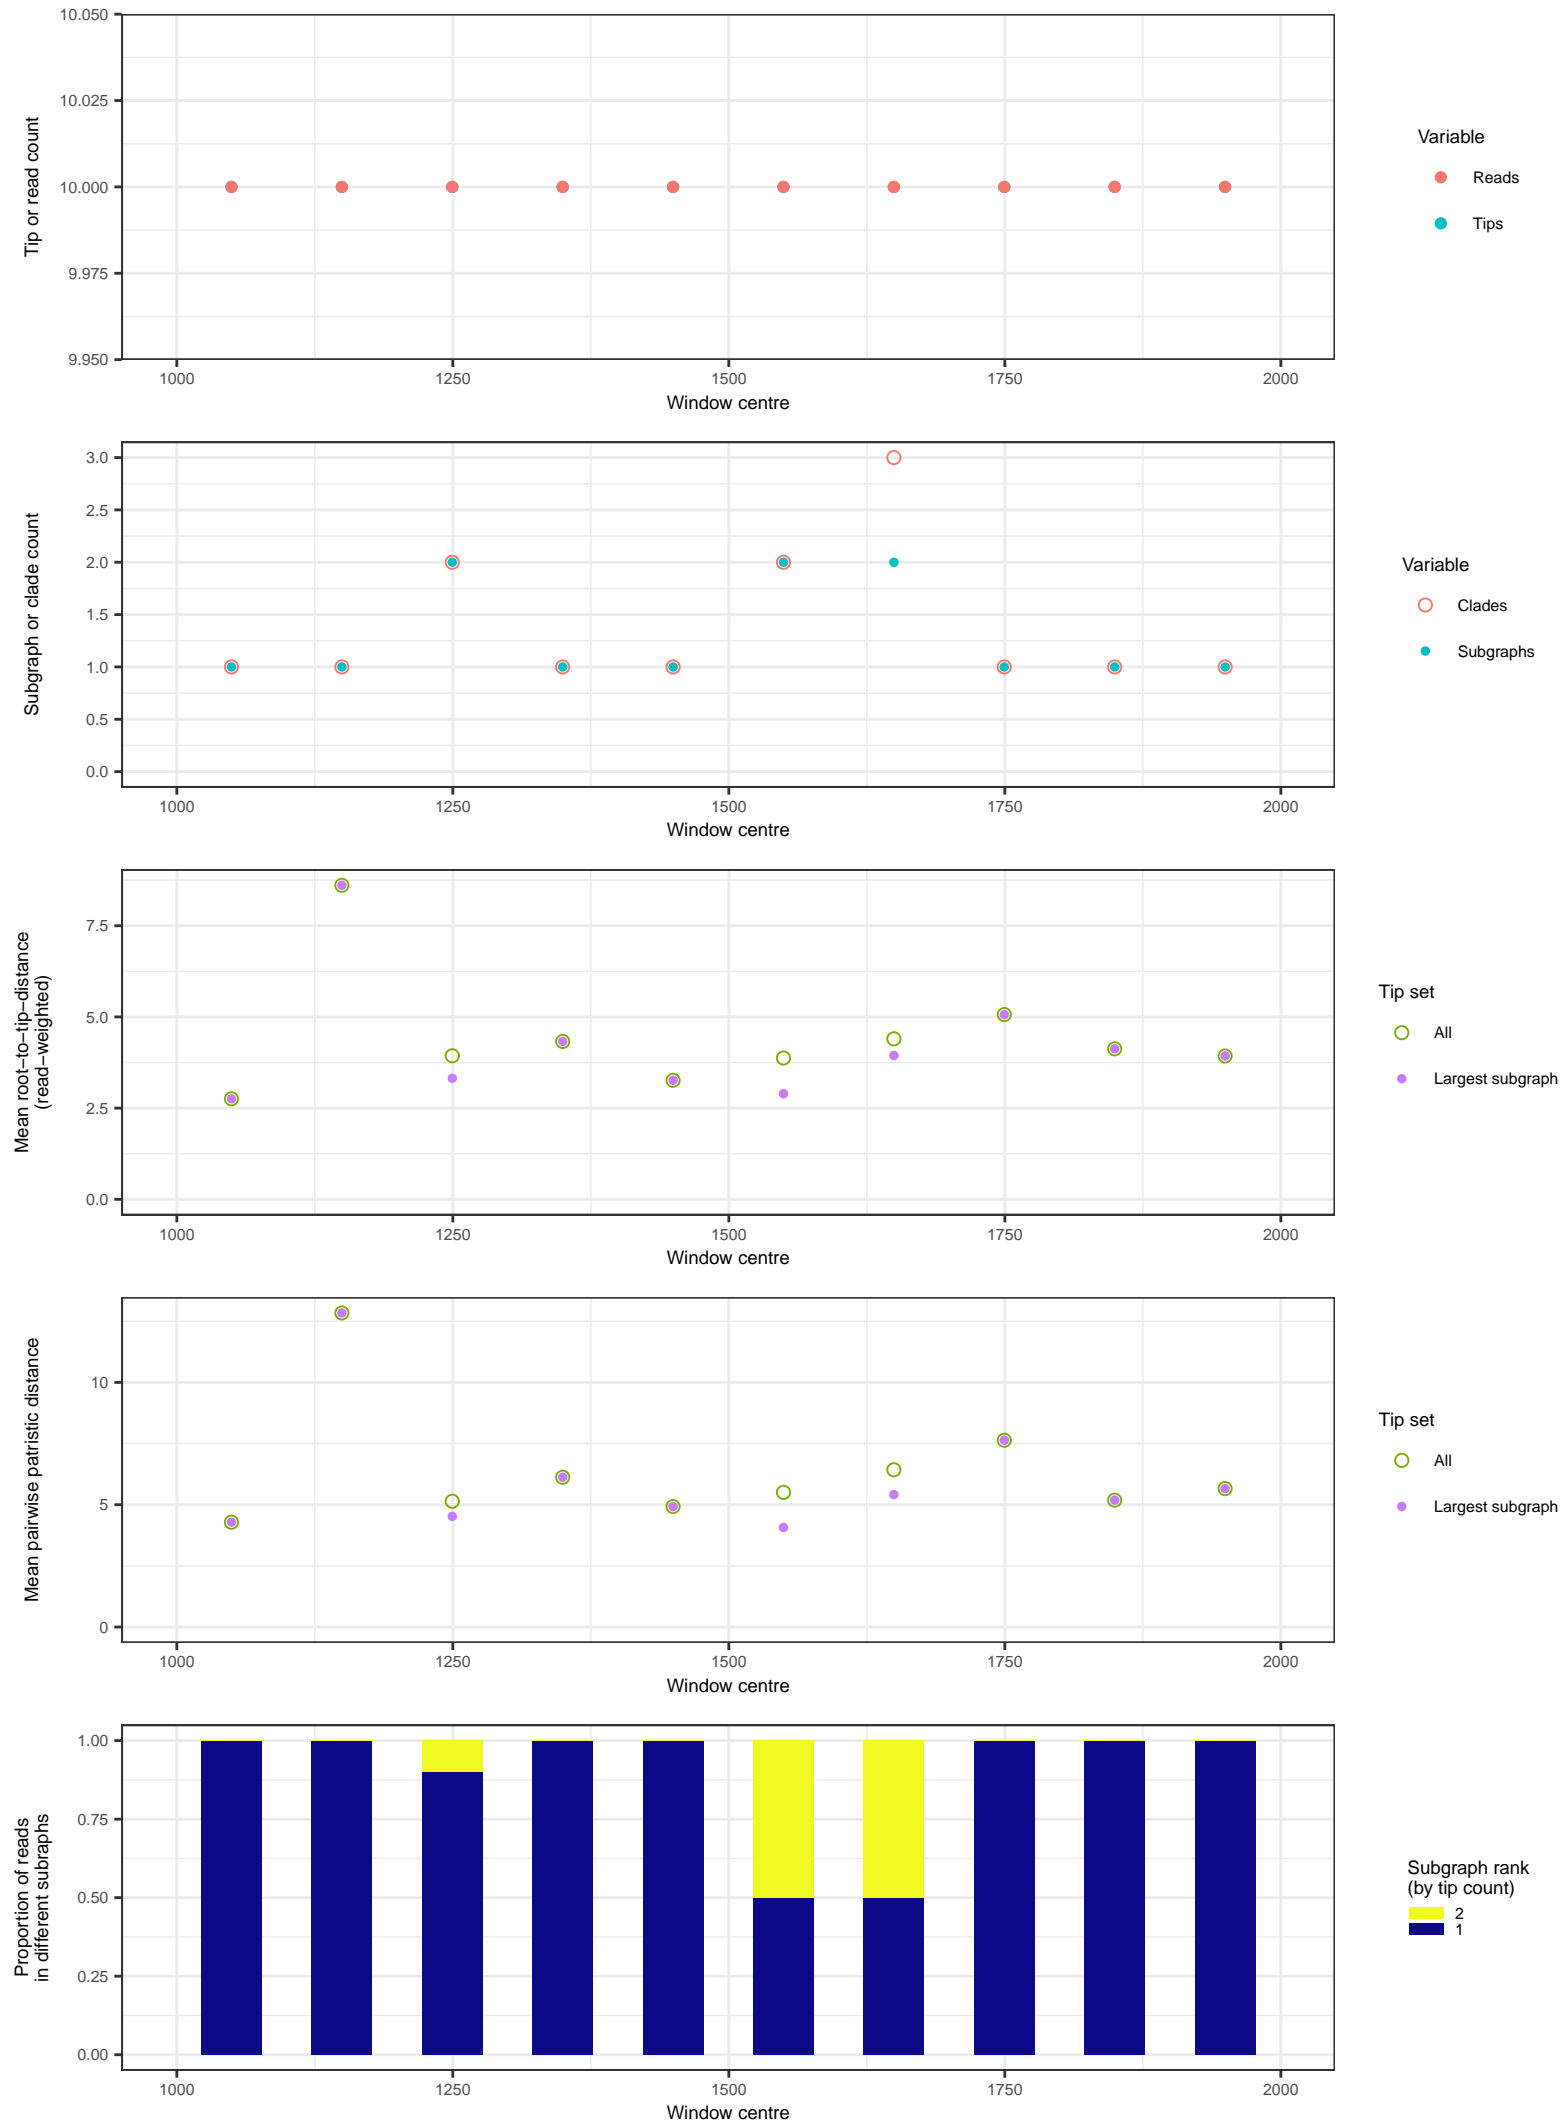 Tip or read count
10.050
10.025
10.000
9.975
9.950
1000 1250 1500 1750 2000
Window centre
Variable
Reads
Tips
Subgraph or clade count
3.0
2.5
2.0
1.5
1.0
0.5
0.0
1000 1250 1500 1750 2000
Window centre
Variable
Clades
Subgraphs
Mean root−to−tip−distance
(read−weighted)
7.5
5.0
2.5
0.0
1000 1250 1500 1750 2000
Window centre
Tip set
All
Largest subgraph
Mean pairwise patristic distance
10
5
0
1000 1250 1500 1750 2000
Window centre
Tip set
All
Largest subgraph
Proportion of reads
in different subraphs
1.00
0.75
0.50
0.25
0.00
1000 1250 1500 1750 2000
Window centre
Subgraph rank
(by tip count)
2
1